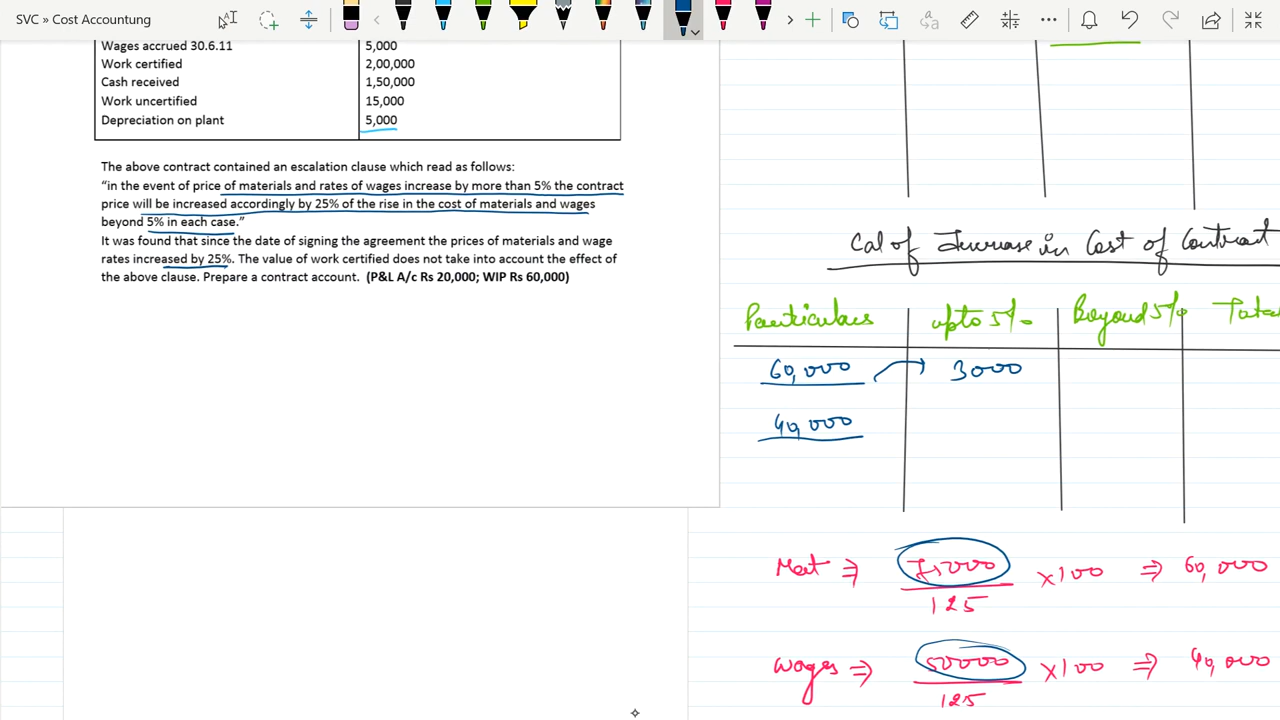 SVC » Cost Accountung
Wages accrued 30.6.11 5,000
Work certified 2,00,000
Cash received 1,50,000
Work uncertified 15,000
Depreciation on plant 5,000
The above contract contained an escalation clause which read as follows:
“in the event of price of materials and rates of wages increase by more than 5% the contract
price will be increased accordingly by 25% of the rise in the cost of materials and wages
beyond 5% in each case.”
It was found that since the date of signing the agreement the prices of materials and wage
rates increased by 25%. The value of work certified does not take into account the effect of
the above clause. Prepare a contract account. (P&L A/c Rs 20,000; WIP Rs 60,000)
Cal of Increase in Cost of Contract
Particulars upto 5% Beyond 5%
60,000 3000
40,000
Mat ⇒ 75000 / 125 × 100 ⇒ 60,000
Wages ⇒ 50000 / 125 × 100 ⇒ 40,000